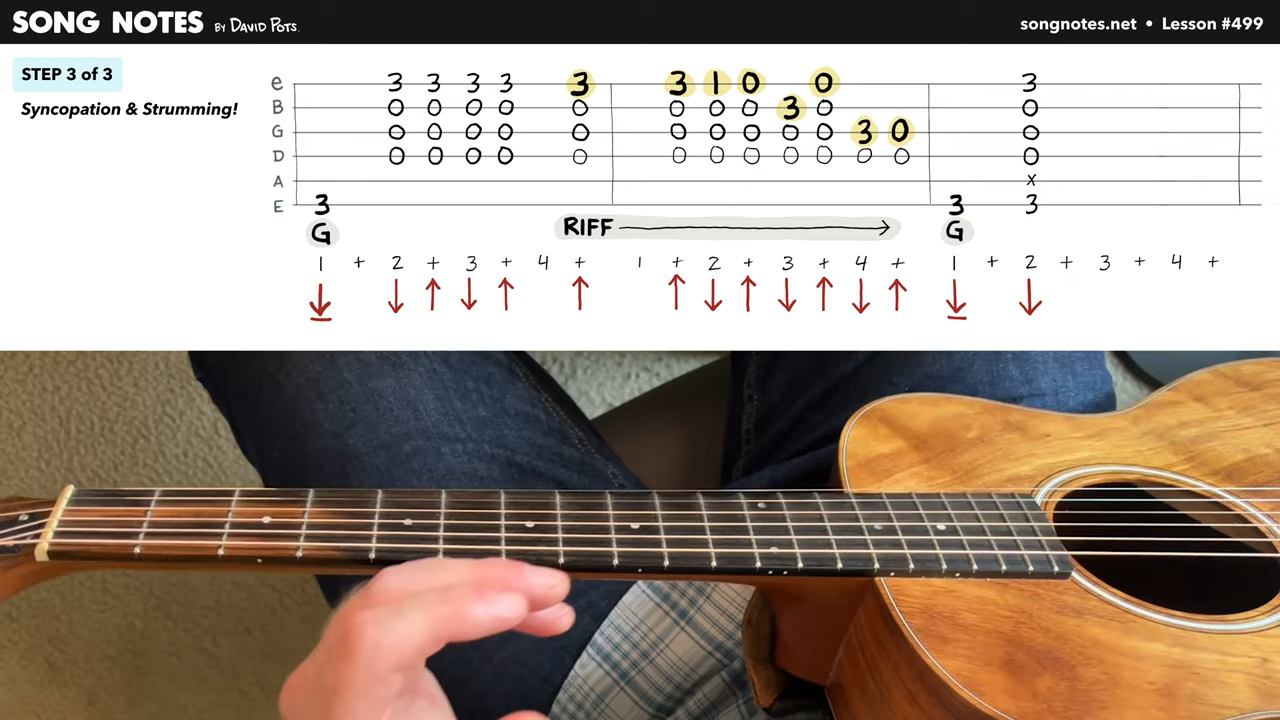 SONG NOTES BY DAVID POTS.
songnotes.net • Lesson #499
STEP 3 of 3
Syncopation & Strumming!
e 3 3 3 3 3 3 1 0 0 3
B 0 0 0 0 0 0 0 0 3 0 0
G 0 0 0 0 0 0 0 0 0 0 3 0 0
D 0 0 0 0 0 0 0 0 0 0 0 0 0
A x
E 3 3 3
G RIFF G
1 + 2 + 3 + 4 + 1 + 2 + 3 + 4 + 1 + 2 + 3 + 4 +